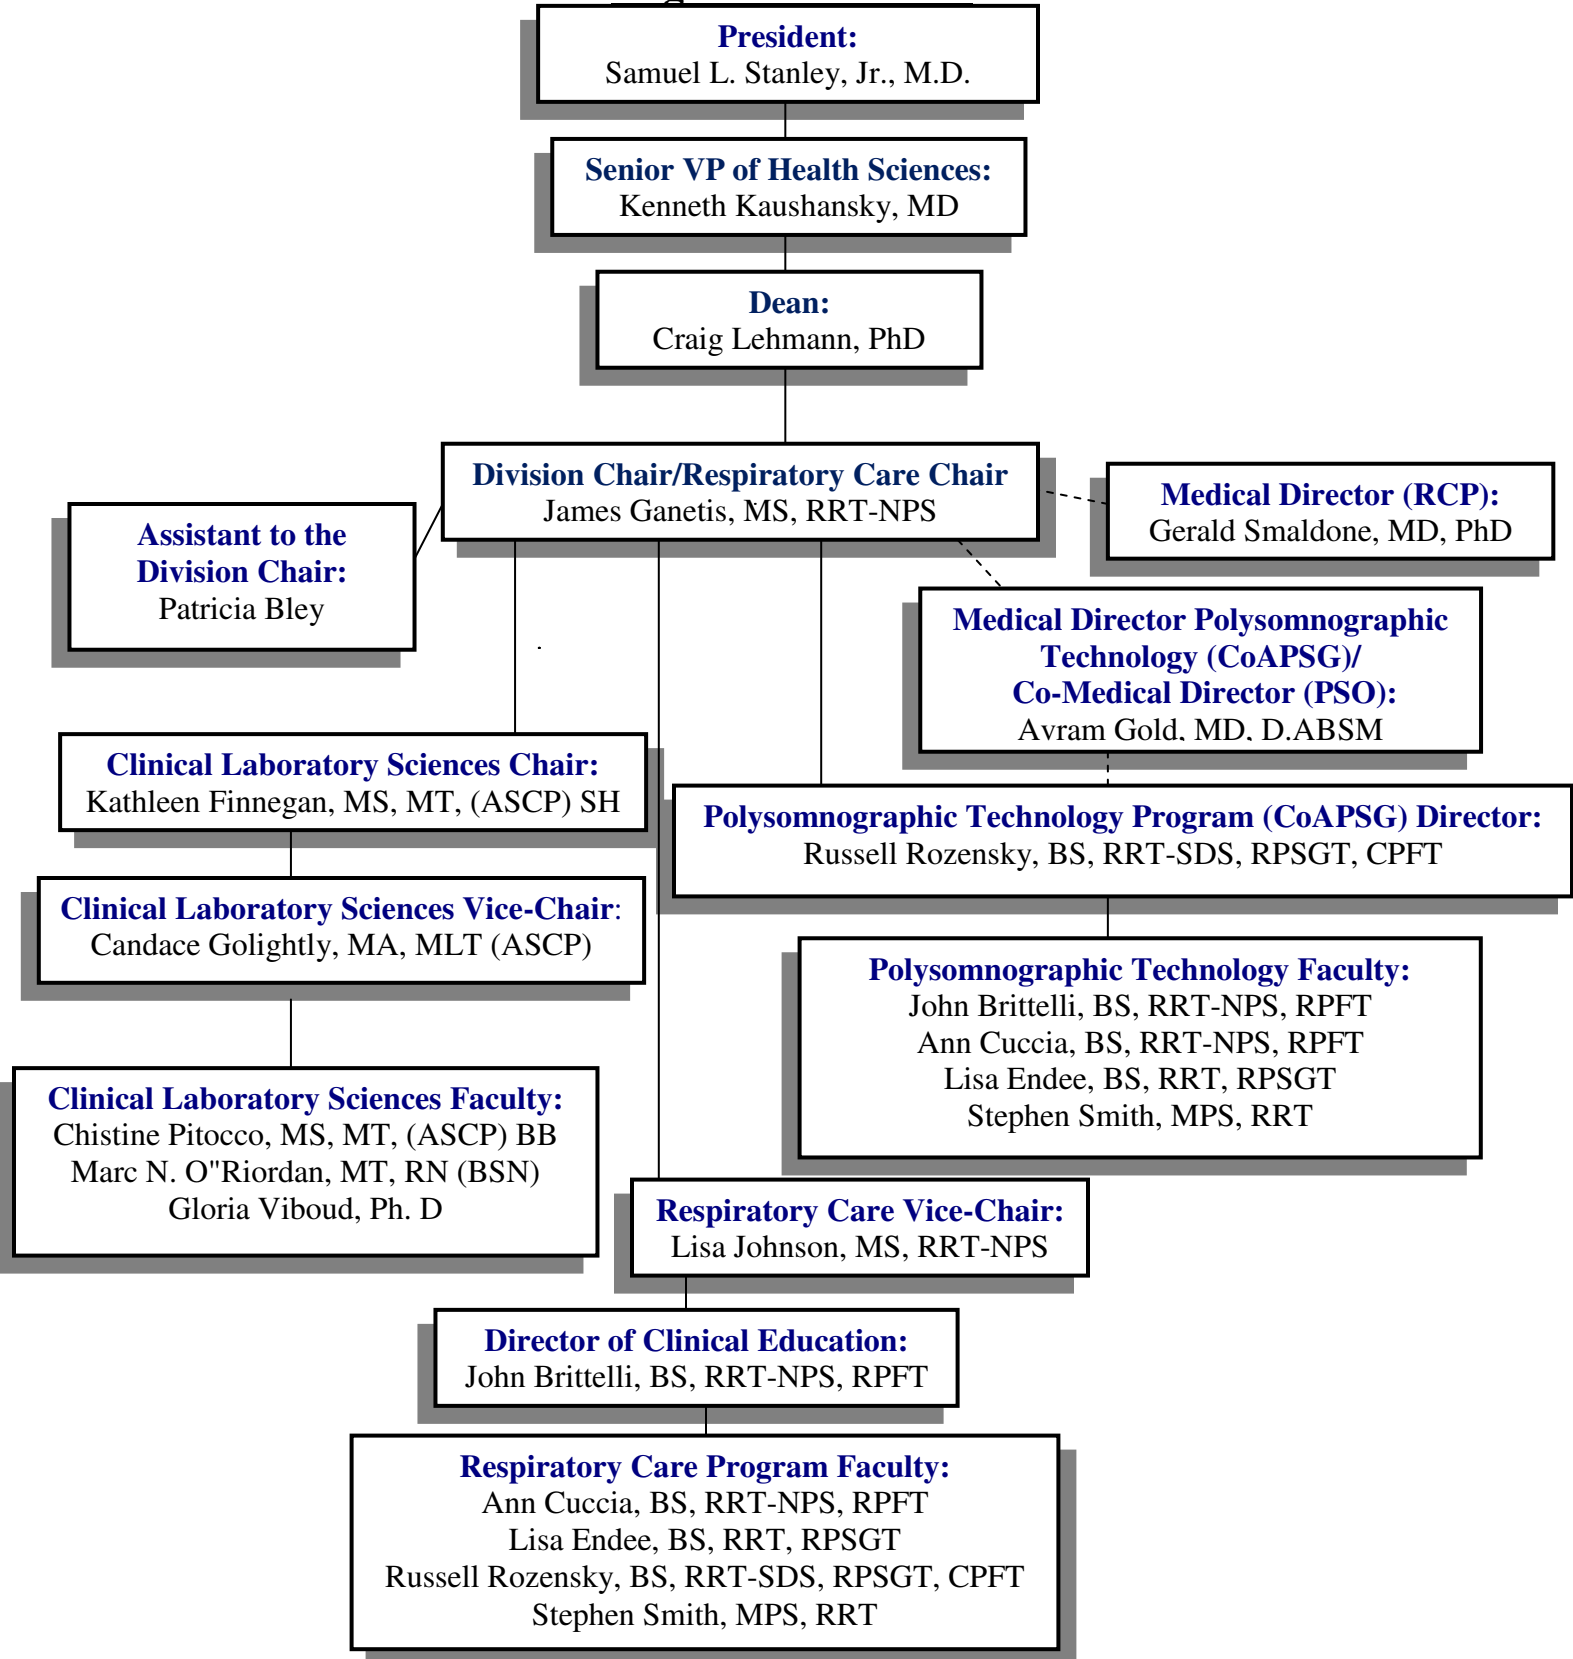 President:
Samuel L. Stanley, Jr., M.D.
Senior VP of Health Sciences:
Kenneth Kaushansky, MD
Dean:
Craig Lehmann, PhD
Division Chair/Respiratory Care Chair
James Ganetis, MS, RRT-NPS
Medical Director (RCP):
Gerald Smaldone, MD, PhD
Assistant to the
Division Chair:
Patricia Bley
Medical Director Polysomnographic
Technology (CoAPSG)/
Co-Medical Director (PSO):
Avram Gold, MD, D.ABSM
Clinical Laboratory Sciences Chair:
Kathleen Finnegan, MS, MT, (ASCP) SH
Polysomnographic Technology Program (CoAPSG) Director:
Russell Rozensky, BS, RRT-SDS, RPSGT, CPFT
Clinical Laboratory Sciences Vice-Chair:
Candace Golightly, MA, MLT (ASCP)
Polysomnographic Technology Faculty:
John Brittelli, BS, RRT-NPS, RPFT
Ann Cuccia, BS, RRT-NPS, RPFT
Lisa Endee, BS, RRT, RPSGT
Stephen Smith, MPS, RRT
Clinical Laboratory Sciences Faculty:
Chistine Pitocco, MS, MT, (ASCP) BB
Marc N. O"Riordan, MT, RN (BSN)
Gloria Viboud, Ph. D
Respiratory Care Vice-Chair:
Lisa Johnson, MS, RRT-NPS
Director of Clinical Education:
John Brittelli, BS, RRT-NPS, RPFT
Respiratory Care Program Faculty:
Ann Cuccia, BS, RRT-NPS, RPFT
Lisa Endee, BS, RRT, RPSGT
Russell Rozensky, BS, RRT-SDS, RPSGT, CPFT
Stephen Smith, MPS, RRT